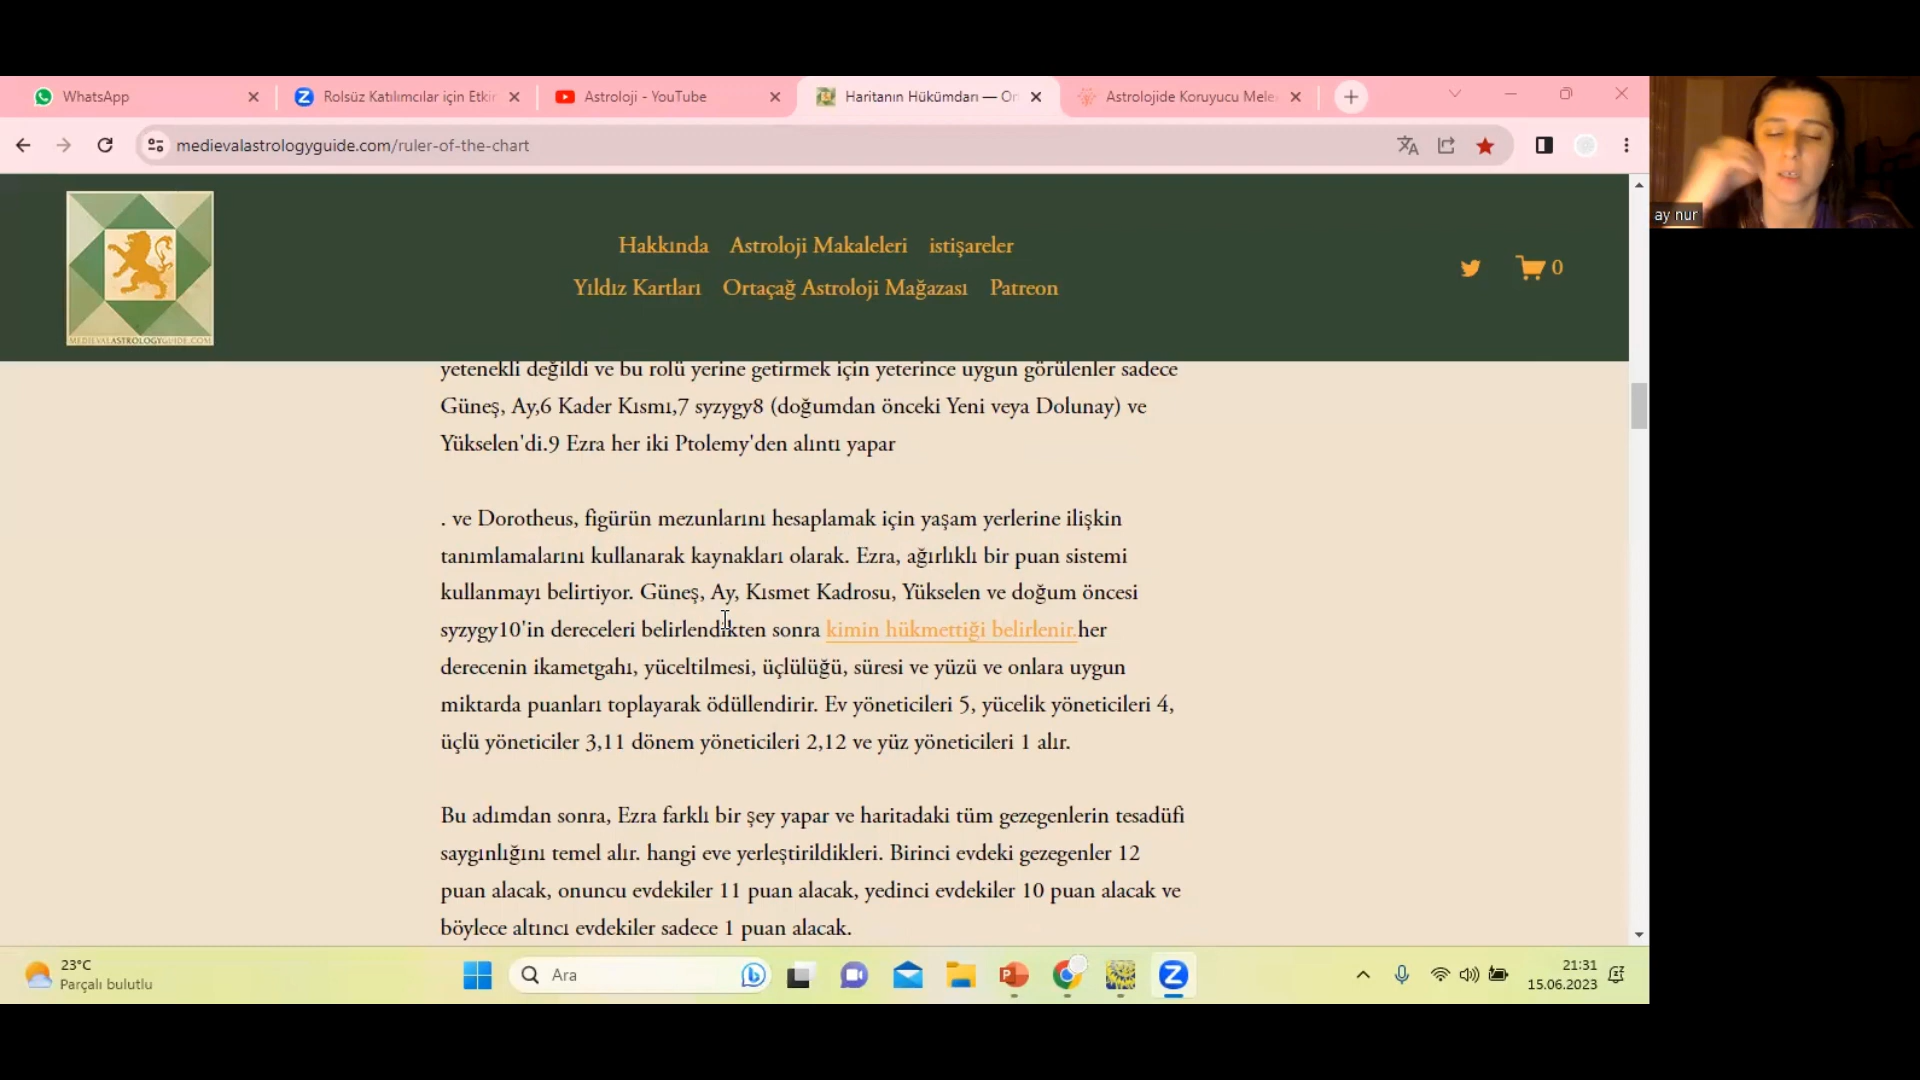 WhatsApp
Rolsüz Katılımcılar için Etkin
Astroloji - YouTube
Haritanın Hükümdarı — Or
Astrolojide Koruyucu Mele
medievalastrologyguide.com/ruler-of-the-chart
MEDIEVALASTROLOGYGUIDE.COM
Hakkında Astroloji Makaleleri istişareler
Yıldız Kartları Ortaçağ Astroloji Mağazası Patreon
0
ay nur
yetenekli değildi ve bu rolü yerine getirmek için yeterince uygun görülenler sadece
Güneş, Ay,6 Kader Kısmı,7 syzygy8 (doğumdan önceki Yeni veya Dolunay) ve
Yükselen'di.9 Ezra her iki Ptolemy'den alıntı yapar
. ve Dorotheus, figürün mezunlarını hesaplamak için yaşam yerlerine ilişkin
tanımlamalarını kullanarak kaynakları olarak. Ezra, ağırlıklı bir puan sistemi
kullanmayı belirtiyor. Güneş, Ay, Kısmet Kadrosu, Yükselen ve doğum öncesi
syzygy10'in dereceleri belirlendikten sonra kimin hükmettiği belirlenir.her
derecenin ikametgahı, yüceltilmesi, üçlülüğü, süresi ve yüzü ve onlara uygun
miktarda puanları toplayarak ödüllendirir. Ev yöneticileri 5, yücelik yöneticileri 4,
üçlü yöneticiler 3,11 dönem yöneticileri 2,12 ve yüz yöneticileri 1 alır.
Bu adımdan sonra, Ezra farklı bir şey yapar ve haritadaki tüm gezegenlerin tesadüfi
saygınlığını temel alır. hangi eve yerleştirildikleri. Birinci evdeki gezegenler 12
puan alacak, onuncu evdekiler 11 puan alacak, yedinci evdekiler 10 puan alacak ve
böylece altıncı evdekiler sadece 1 puan alacak.
23°C
Parçalı bulutlu
Ara
21:31
15.06.2023